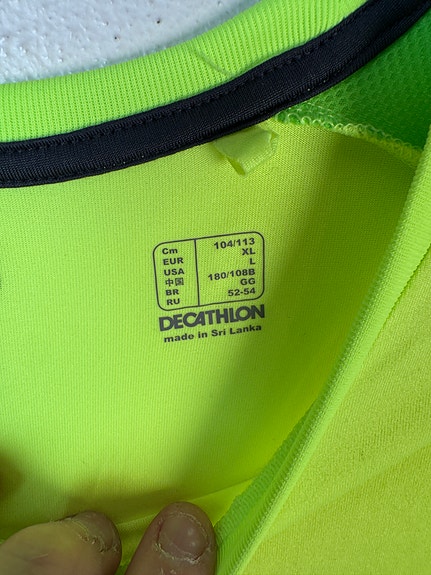 Cm 104/113
EUR XL
USA L
中国 180/108B
BR GG
RU 52-54
DECATHLON
made in Sri Lanka